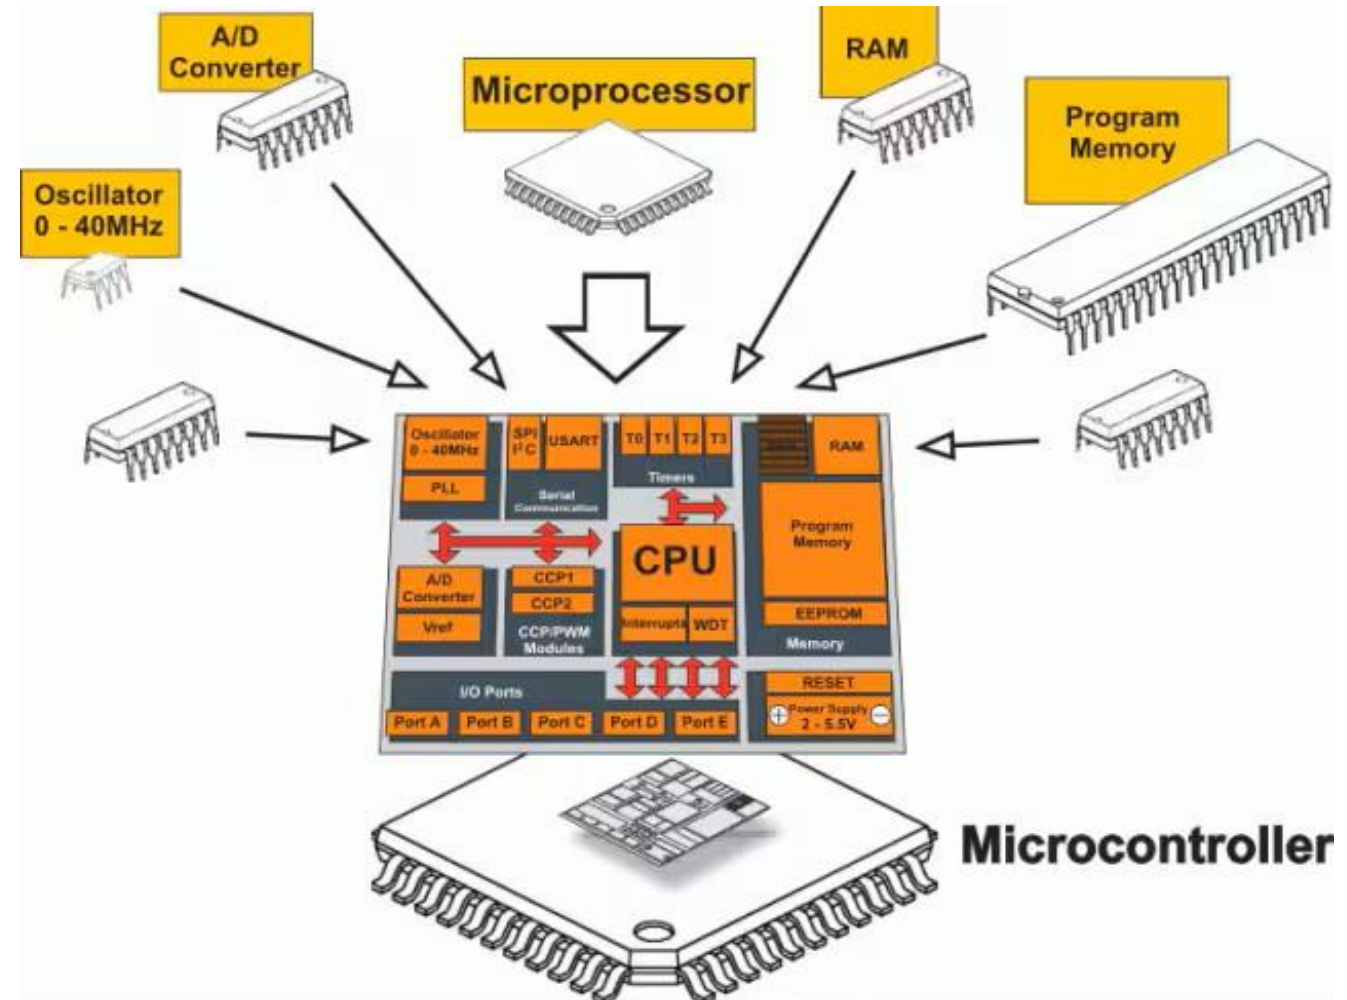 A/D
Converter
Microprocessor
RAM
Program
Memory
Oscillator
0 - 40MHz
Oscillator
0 - 40MHz
PLL
SPI
I²C
USART
Serial
Communication
T0 T1 T2 T3
Timers
RAM
Program
Memory
EEPROM
Memory
CPU
Interrupts
WDT
A/D
Converter
Vref
CCP1
CCP2
CCP/PWM
Modules
I/O Ports
Port A Port B Port C Port D Port E
RESET
+ Power Supply −
2 - 5.5V
Microcontroller